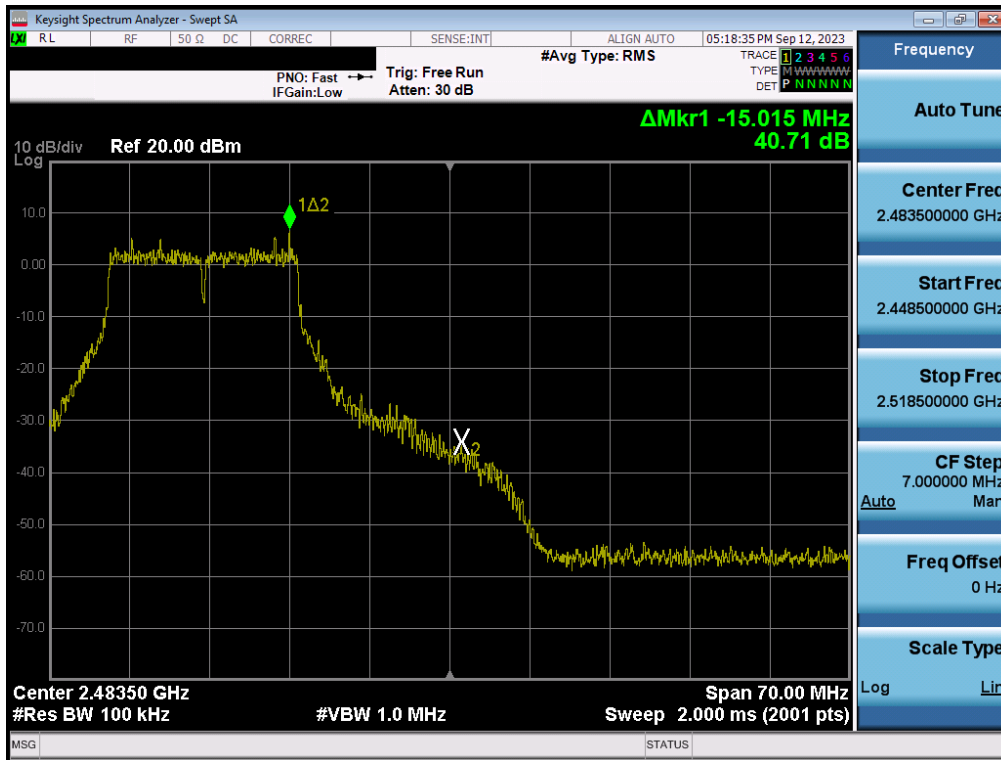 Keysight Spectrum Analyzer - Swept SA
LXI RL RF 50 Ω DC CORREC SENSE:INT ALIGN AUTO 05:18:35 PM Sep 12, 2023
PNO: Fast
IFGain:Low
Trig: Free Run
Atten: 30 dB
#Avg Type: RMS
TRACE 1 2 3 4 5 6
TYPE M W W W W W
DET P N N N N N
ΔMkr1 -15.015 MHz
40.71 dB
10 dB/div
Log
Ref 20.00 dBm
1Δ2
10.0
0.00
-10.0
-20.0
-30.0
X2
-40.0
-50.0
-60.0
-70.0
Center 2.48350 GHz
Span 70.00 MHz
#Res BW 100 kHz
#VBW 1.0 MHz
Sweep 2.000 ms (2001 pts)
MSG
STATUS
Frequency
Auto Tune
Center Freq
2.483500000 GHz
Start Freq
2.448500000 GHz
Stop Freq
2.518500000 GHz
CF Step
7.000000 MHz
Auto Man
Freq Offset
0 Hz
Scale Type
Log Lin